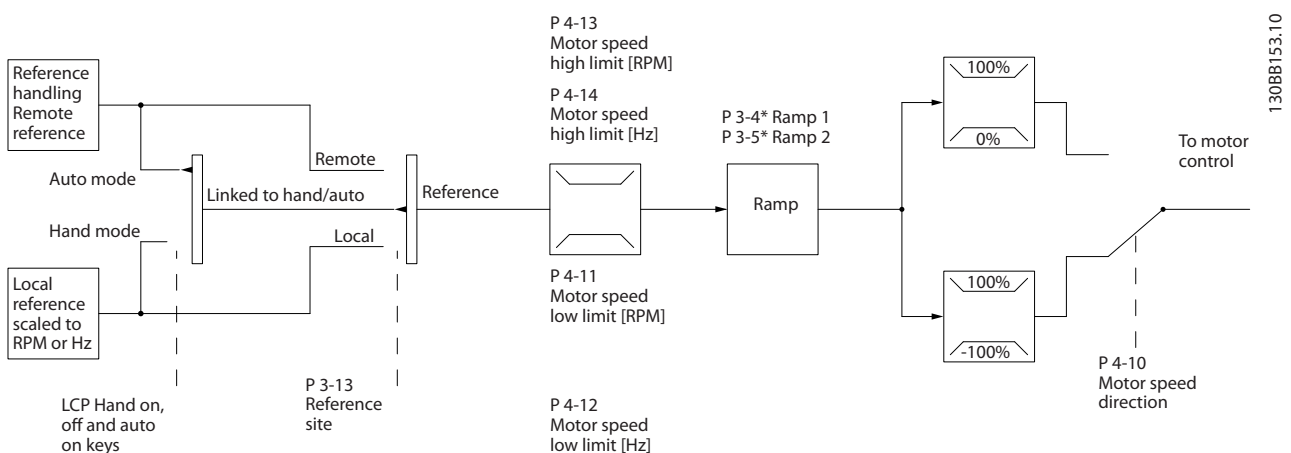 Reference
handling
Remote
reference
Auto mode
Hand mode
Local
reference
scaled to
RPM or Hz
LCP Hand on,
off and auto
on keys
Linked to hand/auto
Remote
Local
P 3-13
Reference
site
Reference
P 4-13
Motor speed
high limit [RPM]
P 4-14
Motor speed
high limit [Hz]
P 4-11
Motor speed
low limit [RPM]
P 4-12
Motor speed
low limit [Hz]
P 3-4* Ramp 1
P 3-5* Ramp 2
Ramp
100%
0%
100%
-100%
To motor
control
P 4-10
Motor speed
direction
130BB153.10